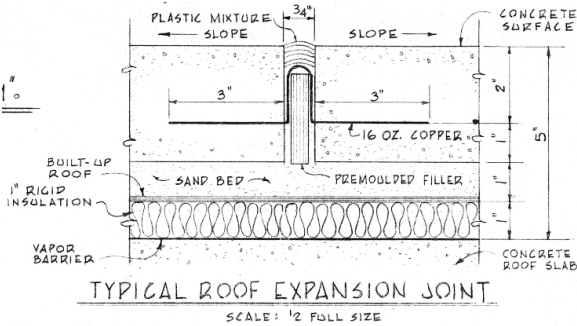 3/4"
PLASTIC MIXTURE
CONCRETE
SURFACE
SLOPE
SLOPE
1"
3"
3"
2"
5"
16 OZ. COPPER
1"
BUILT-UP
ROOF
SAND BED
PREMOULDED FILLER
1"
1" RIGID
INSULATION
1"
VAPOR
BARRIER
CONCRETE
ROOF SLAB
TYPICAL ROOF EXPANSION JOINT
SCALE: 1/2 FULL SIZE